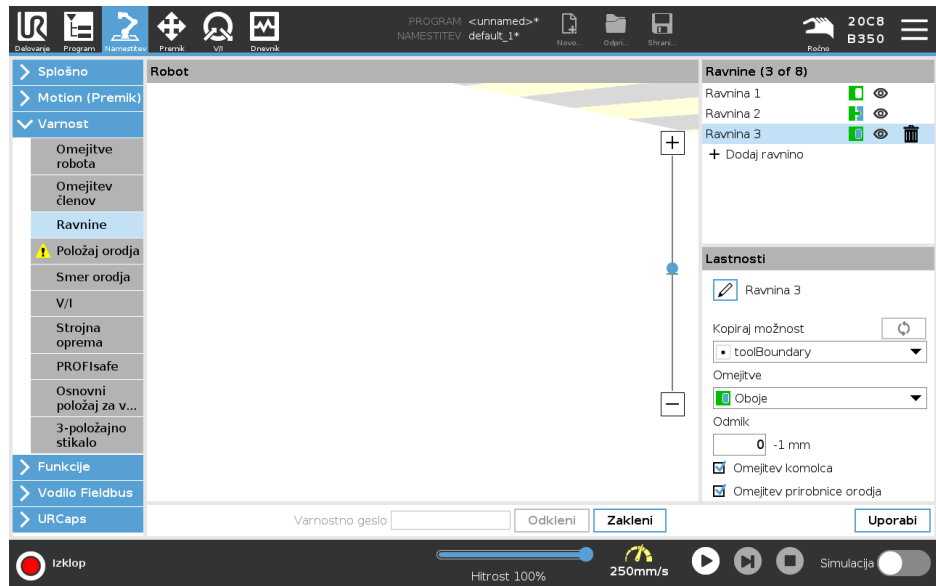 PROGRAM <unnamed>*
NAMESTITEV default_1*
Delovanje Program Namestitev Premik V/I Dnevnik Novo... Odpri... Shrani... Ročno
20C8
B350
Splošno
Motion (Premik)
Varnost
Omejitve
robota
Omejitev
členov
Ravnine
Položaj orodja
Smer orodja
V/I
Strojna
oprema
PROFIsafe
Osnovni
položaj za v...
3-položajno
stikalo
Funkcije
Vodilo Fieldbus
URCaps
Robot
Ravnine (3 of 8)
Ravnina 1
Ravnina 2
Ravnina 3
+ Dodaj ravnino
Lastnosti
Ravnina 3
Kopiraj možnost
toolBoundary
Omejitve
Oboje
Odmik
0 -1 mm
Omejitev komolca
Omejitev prirobnice orodja
Varnostno geslo Odkleni Zakleni Uporabi
Izklop
Hitrost 100%
250mm/s
Simulacija